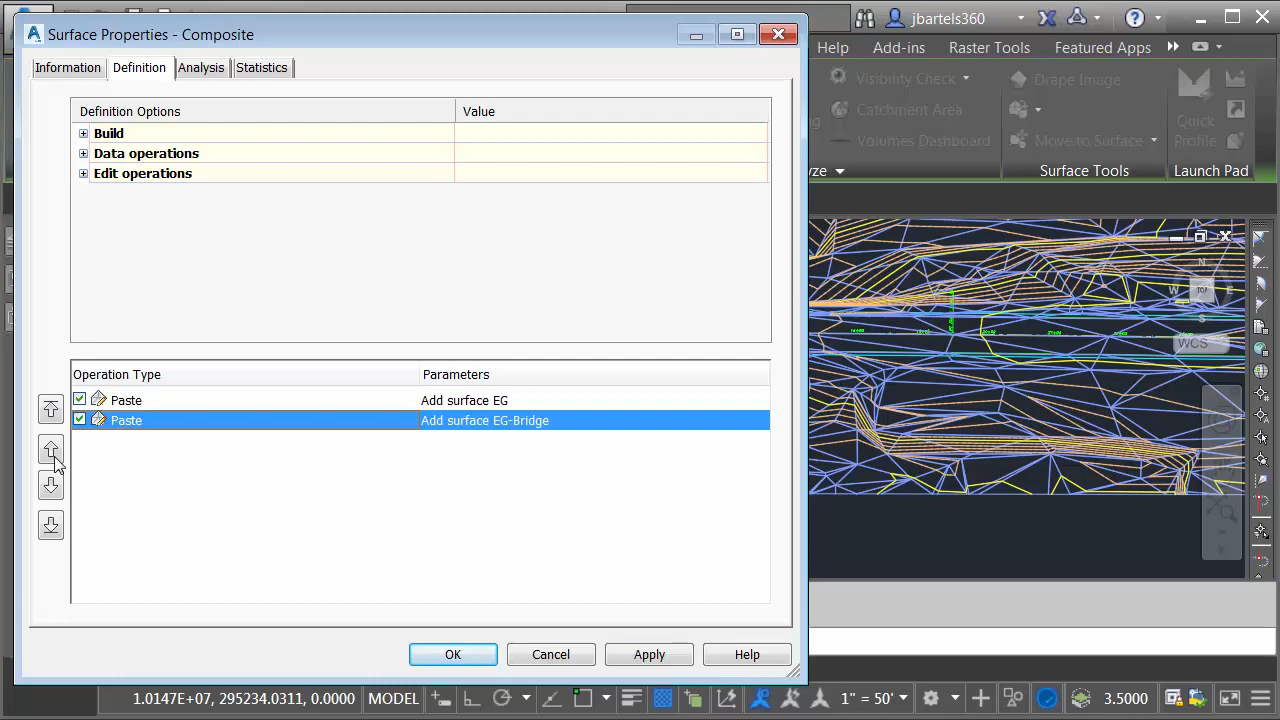 Surface Properties - Composite
jbartels360
Help Add-ins Raster Tools Featured Apps
Information Definition Analysis Statistics
Visibility Check Drape Image
Catchment Area
Volumes Dashboard Move to Surface
Quick
Profile
Surface Tools Launch Pad
Definition Options Value
Build
Data operations
Edit operations
N
W TOP E
S
WCS
Operation Type Parameters
Paste Add surface EG
Paste Add surface EG-Bridge
OK Cancel Apply Help
1.0147E+07, 295234.0311, 0.0000 MODEL 1" = 50' 3.5000